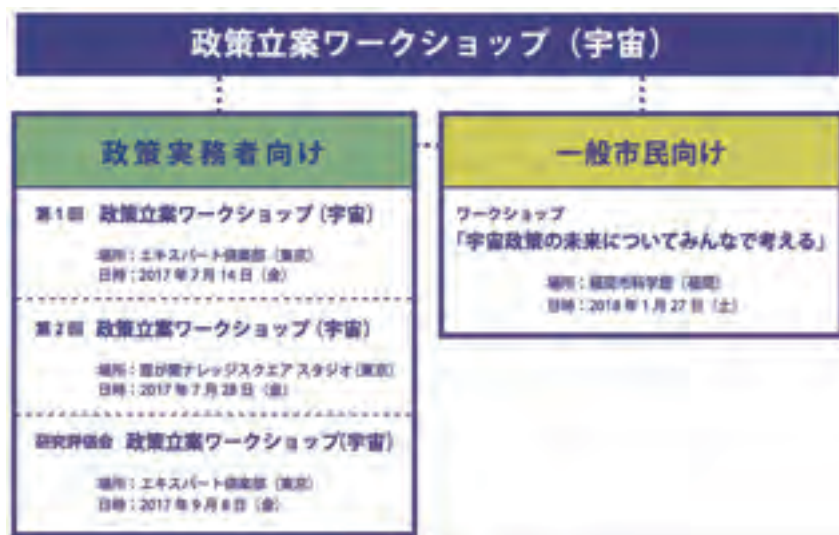 政策立案ワークショップ（宇宙）
政策実務者向け
第1回 政策立案ワークショップ（宇宙）
場所：エキスパート倶楽部（東京）
日時：2017年7月14日（金）
第2回 政策立案ワークショップ（宇宙）
場所：霞が関ナレッジスクエア スタジオ（東京）
日時：2017年7月28日（金）
研究評価会 政策立案ワークショップ（宇宙）
場所：エキスパート倶楽部（東京）
日時：2017年9月8日（金）
一般市民向け
ワークショップ
「宇宙政策の未来についてみんなで考える」
場所：福岡市科学館（福岡）
日時：2018年1月27日（土）